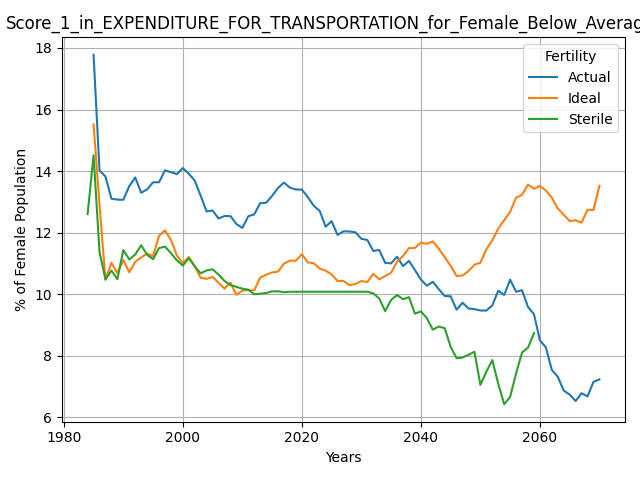 Score_1_in_EXPENDITURE_FOR_TRANSPORTATION_for_Female_Below_Averag
Fertility
Actual
Ideal
Sterile
18
16
14
12
10
8
6
% of Female Population
1980 2000 2020 2040 2060
Years